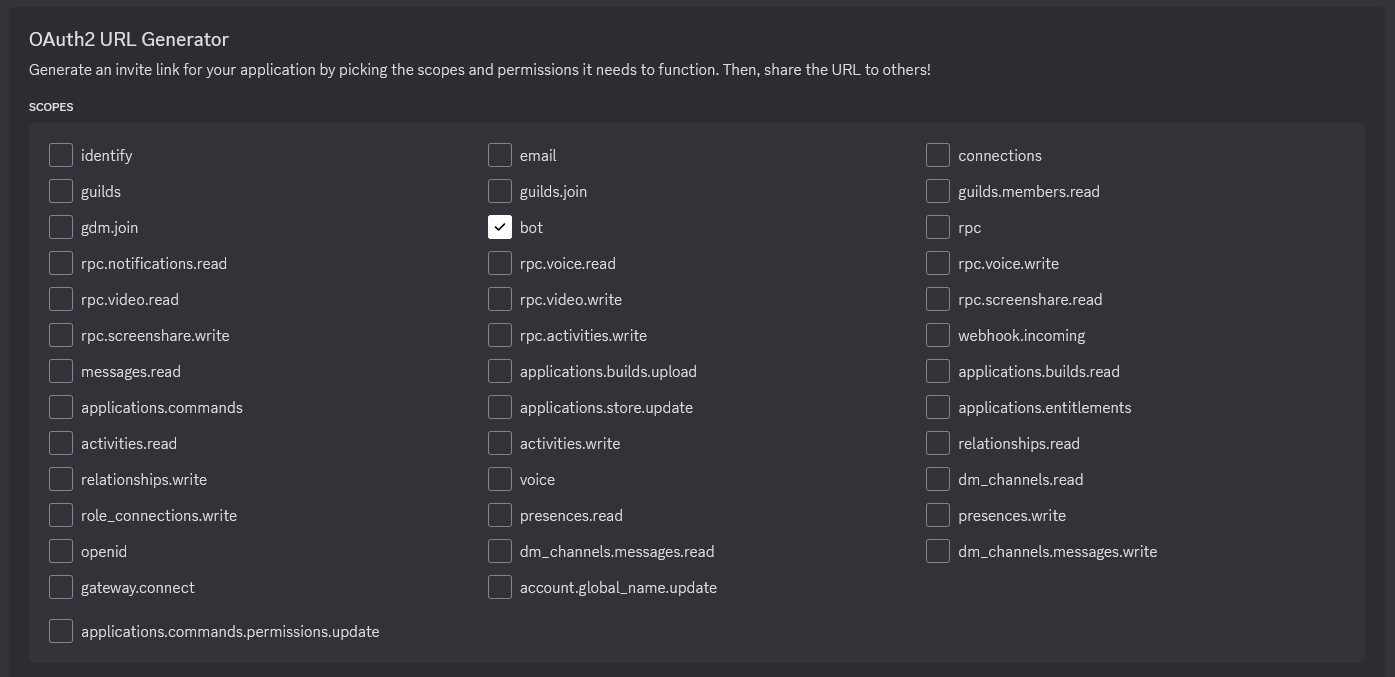 OAuth2 URL Generator
Generate an invite link for your application by picking the scopes and permissions it needs to function. Then, share the URL to others!
SCOPES
identify email connections
guilds guilds.join guilds.members.read
gdm.join bot rpc
rpc.notifications.read rpc.voice.read rpc.voice.write
rpc.video.read rpc.video.write rpc.screenshare.read
rpc.screenshare.write rpc.activities.write webhook.incoming
messages.read applications.builds.upload applications.builds.read
applications.commands applications.store.update applications.entitlements
activities.read activities.write relationships.read
relationships.write voice dm_channels.read
role_connections.write presences.read presences.write
openid dm_channels.messages.read dm_channels.messages.write
gateway.connect account.global_name.update
applications.commands.permissions.update